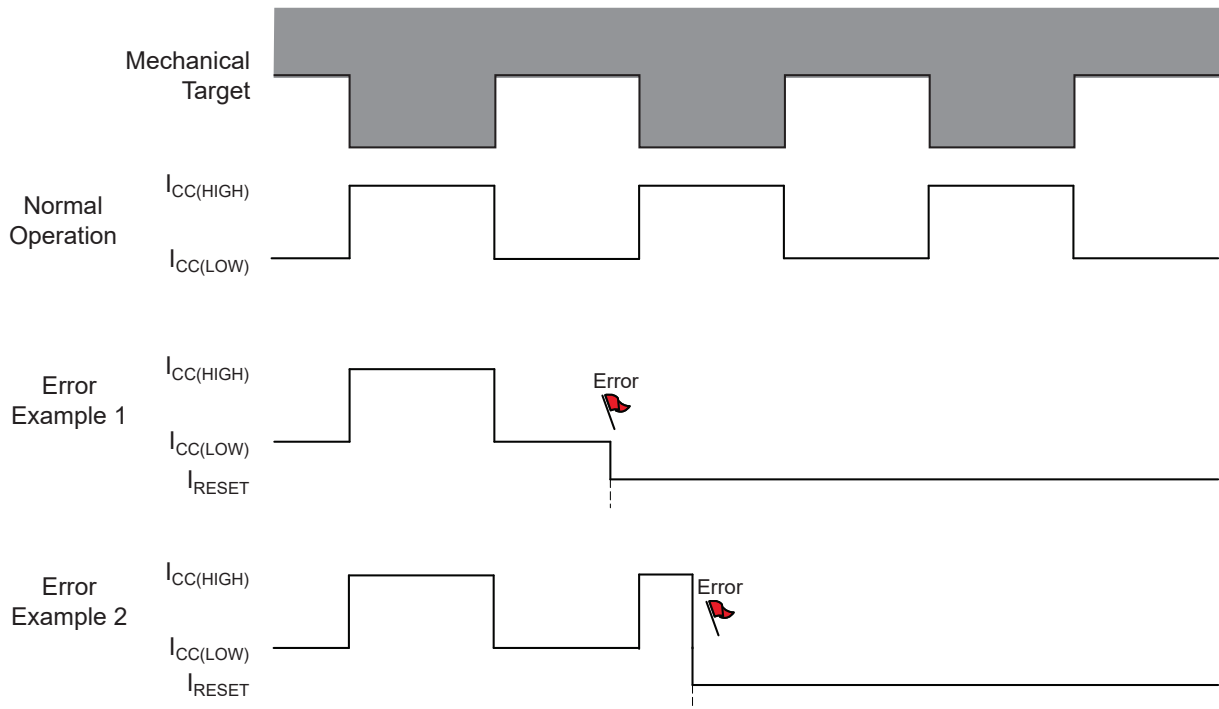 Mechanical
Target
I_CC(HIGH)
Normal
Operation
I_CC(LOW)
I_CC(HIGH)
Error
Error
Example 1
I_CC(LOW)
I_RESET
I_CC(HIGH)
Error
Error
Example 2
I_CC(LOW)
I_RESET